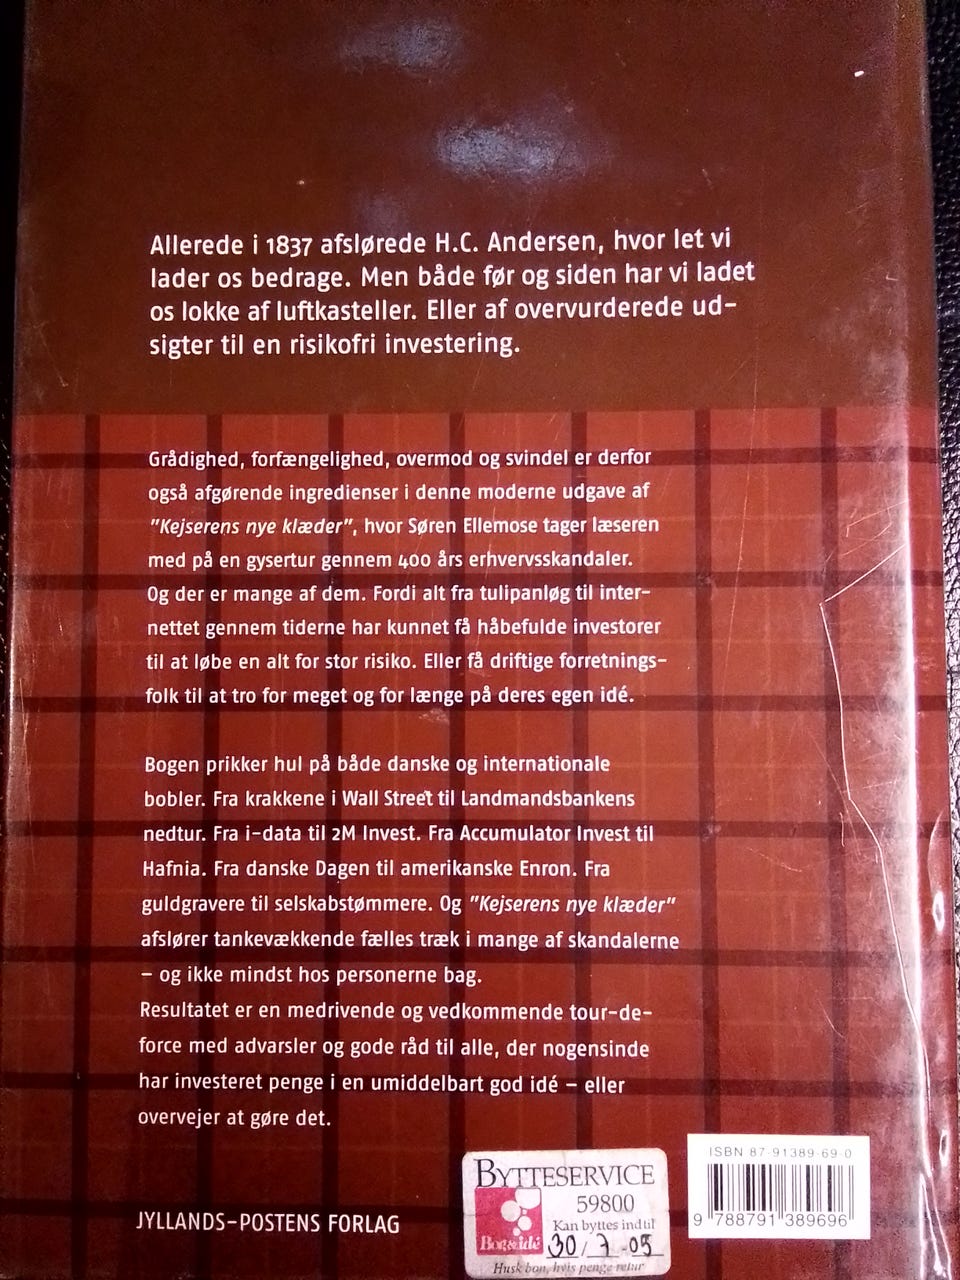 Allerede i 1837 afslørede H.C. Andersen, hvor let vi
lader os bedrage. Men både før og siden har vi ladet
os lokke af luftkasteller. Eller af overvurderede ud-
sigter til en risikofri investering.
Grådighed, forfængelighed, overmod og svindel er derfor
også afgørende ingredienser i denne moderne udgave af
"Kejserens nye klæder", hvor Søren Ellemose tager læseren
med på en gysertur gennem 400 års erhvervsskandaler.
Og der er mange af dem. Fordi alt fra tulipanløg til inter-
nettet gennem tiderne har kunnet få håbefulde investorer
til at løbe en alt for stor risiko. Eller få driftige forretnings-
folk til at tro for meget og for længe på deres egen idé.
Bogen prikker hul på både danske og internationale
bobler. Fra krakkene i Wall Street til Landmandsbankens
nedtur. Fra i-data til 2M Invest. Fra Accumulator Invest til
Hafnia. Fra danske Dagen til amerikanske Enron. Fra
guldgravere til selskabstømmere. Og "Kejserens nye klæder"
afslører tankevækkende fælles træk i mange af skandalerne
– og ikke mindst hos personerne bag.
Resultatet er en medrivende og vedkommende tour-de-
force med advarsler og gode råd til alle, der nogensinde
har investeret penge i en umiddelbart god idé – eller
overvejer at gøre det.
JYLLANDS-POSTENS FORLAG
BYTTESERVICE
59800
Kan byttes indtil
Bog&idé
30/7-05
Husk bon, hvis penge retur
ISBN 87-91389-69-0
9 788791 389696